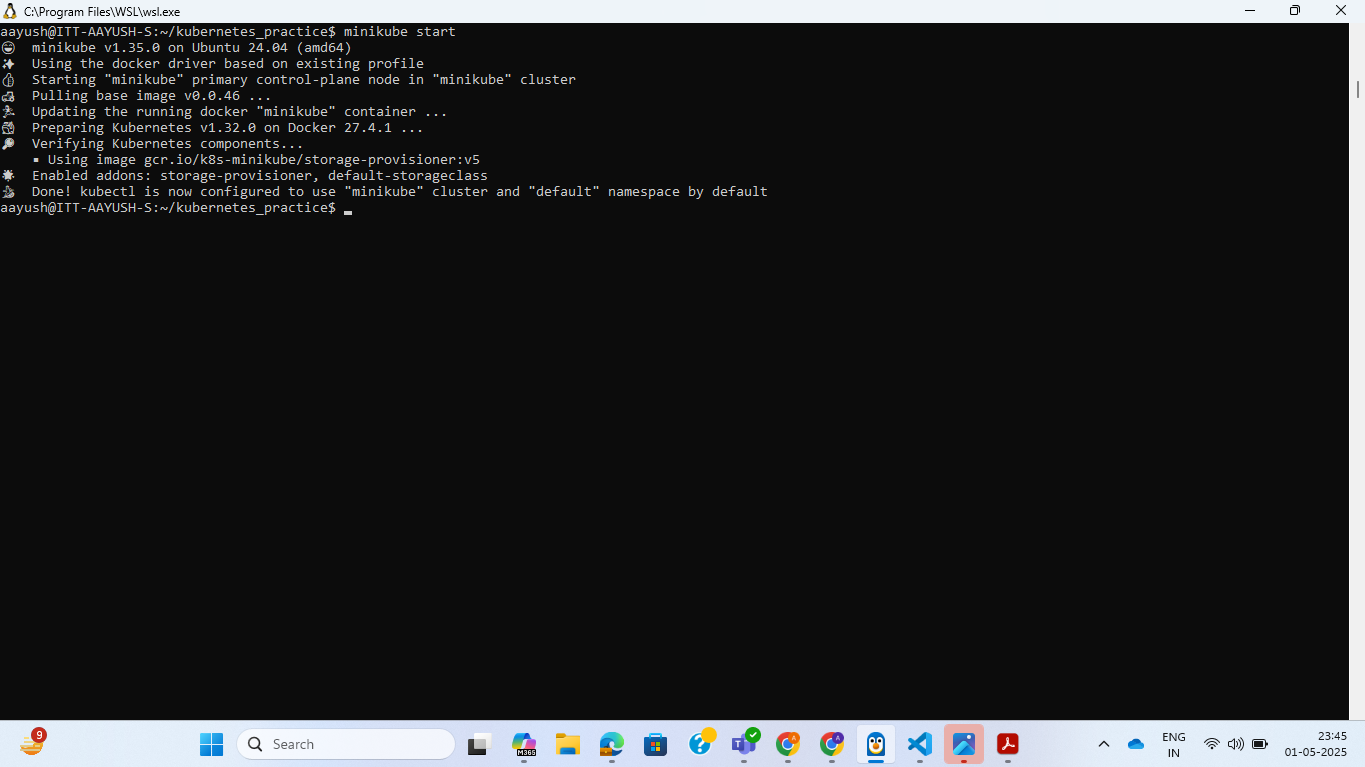 C:\Program Files\WSL\wsl.exe
aayush@ITT-AAYUSH-S:~/kubernetes_practice$ minikube start
minikube v1.35.0 on Ubuntu 24.04 (amd64)
Using the docker driver based on existing profile
Starting "minikube" primary control-plane node in "minikube" cluster
Pulling base image v0.0.46 ...
Updating the running docker "minikube" container ...
Preparing Kubernetes v1.32.0 on Docker 27.4.1 ...
Verifying Kubernetes components...
▪ Using image gcr.io/k8s-minikube/storage-provisioner:v5
Enabled addons: storage-provisioner, default-storageclass
Done! kubectl is now configured to use "minikube" cluster and "default" namespace by default
aayush@ITT-AAYUSH-S:~/kubernetes_practice$
9
Search
M365
A
A
ENG
IN
23:45
01-05-2025